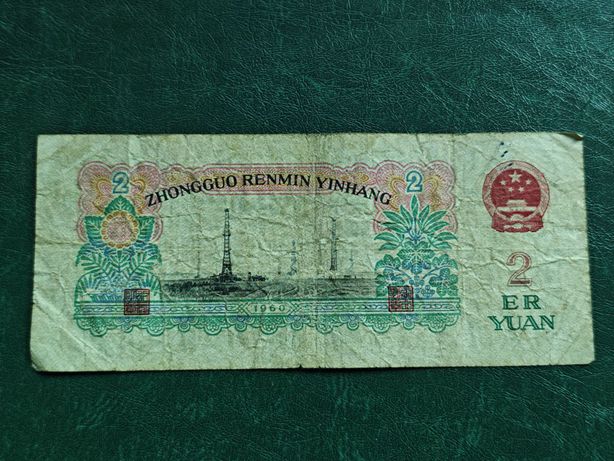 2 ZHONGGUO RENMIN YINHANG 2
1960
2
ER
YUAN